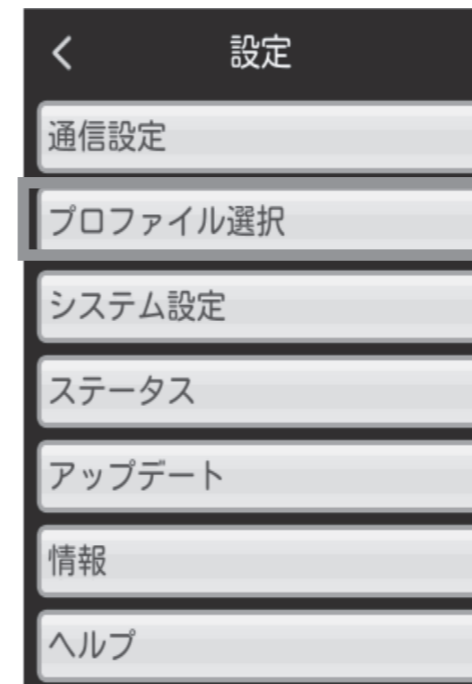 設定
通信設定
プロファイル選択
システム設定
ステータス
アップデート
情報
ヘルプ